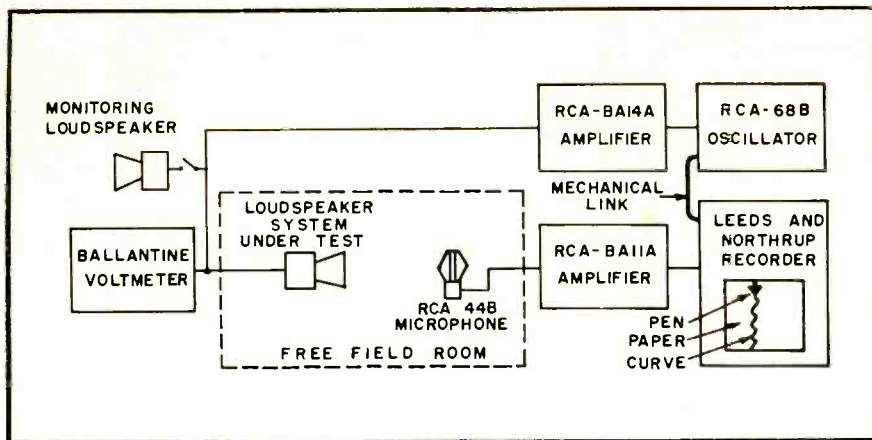 MONITORING
LOUDSPEAKER
RCA-BA14A
AMPLIFIER
RCA-68B
OSCILLATOR
MECHANICAL
LINK
LOUDSPEAKER
SYSTEM
UNDER TEST
BALLANTINE
VOLTMETER
RCA 44B
MICROPHONE
FREE FIELD ROOM
RCA-BA11A
AMPLIFIER
LEEDS AND
NORTHRUP
RECORDER
PEN
PAPER
CURVE